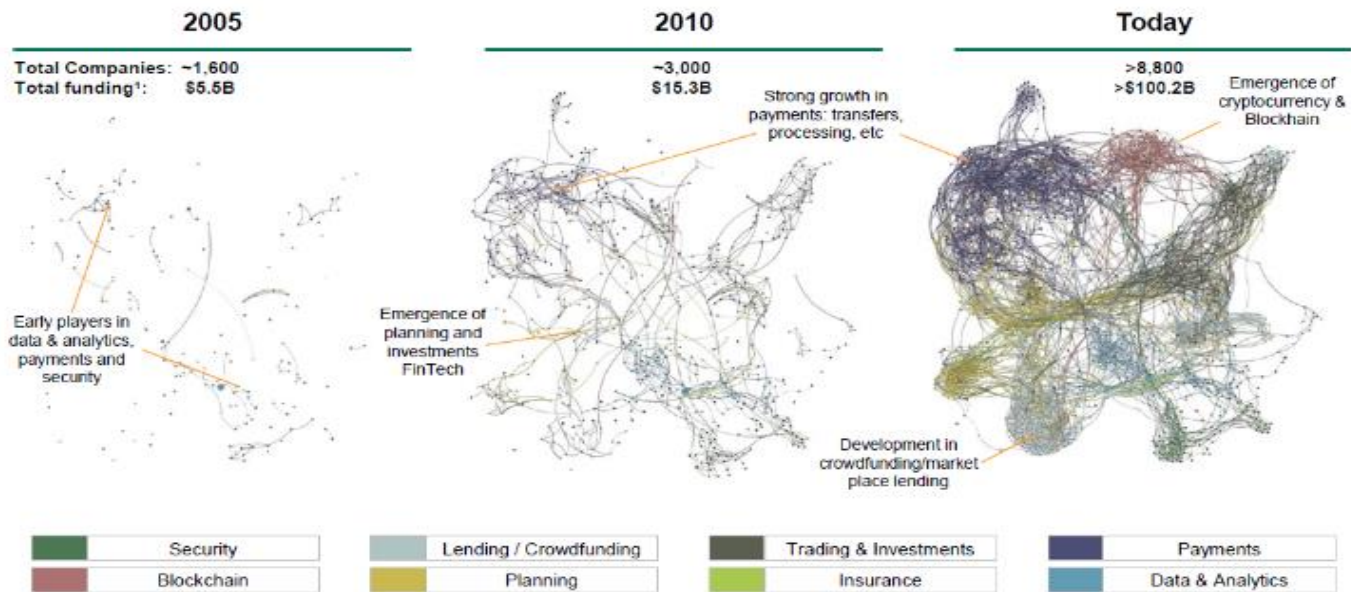 2005
2010
Today
Total Companies: ~1,600
Total funding¹: $5.5B
~3,000
$15.3B
>8,800
>$100.2B
Strong growth in
payments: transfers,
processing, etc
Emergence of
cryptocurrency &
Blockhain
Early players in
data & analytics,
payments and
security
Emergence of
planning and
investments
FinTech
Development in
crowdfunding/market
place lending
Security
Lending / Crowdfunding
Trading & Investments
Payments
Blockchain
Planning
Insurance
Data & Analytics